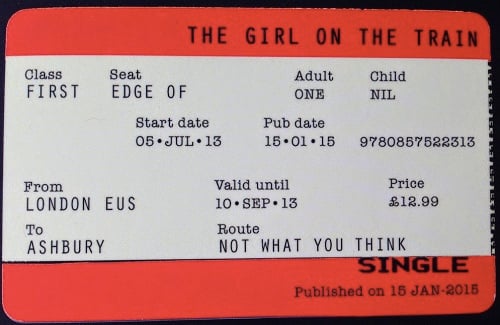 THE GIRL ON THE TRAIN
Class Seat Adult Child
FIRST EDGE OF ONE NIL
Start date Pub date
05•JUL•13 15•01•15 9780857522313
From Valid until Price
LONDON EUS 10•SEP•13 £12.99
To Route
ASHBURY NOT WHAT YOU THINK
SINGLE
Published on 15 JAN-2015